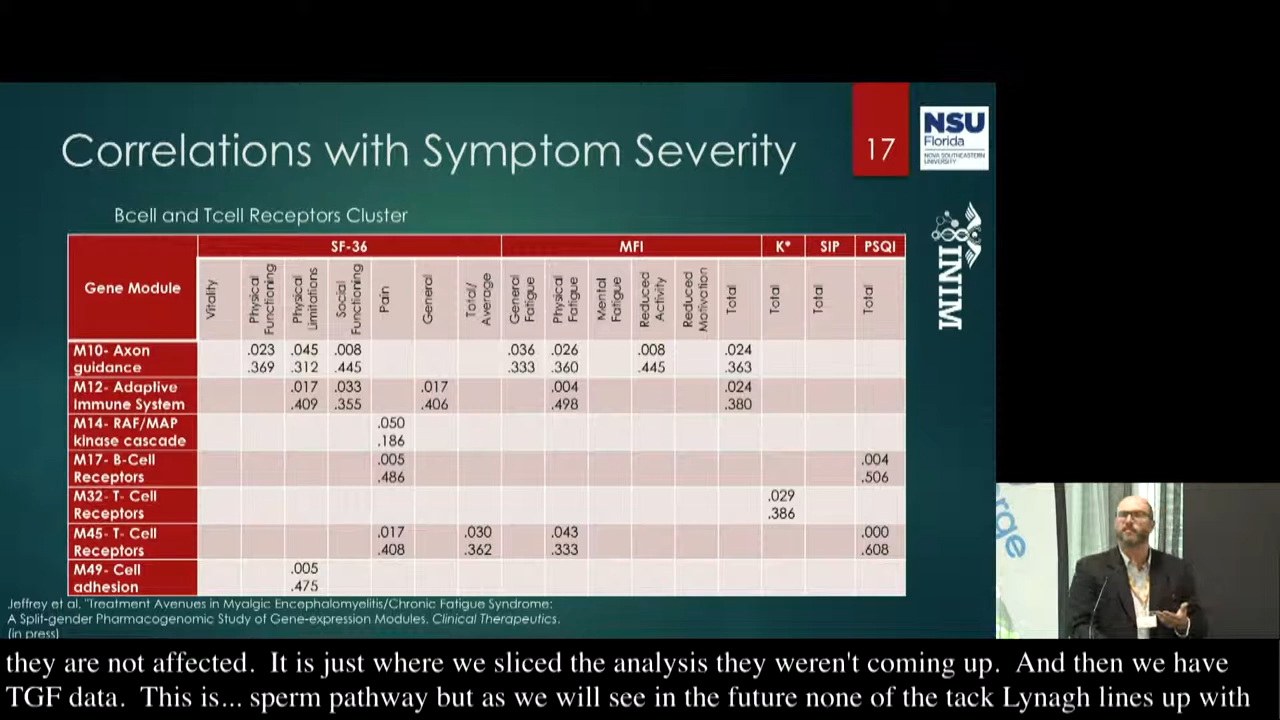 Correlations with Symptom Severity
17
NSU
Florida
NOVA SOUTHEASTERN
UNIVERSITY
INIM
Bcell and Tcell Receptors Cluster
Gene Module SF-36 MFI K* SIP PSQI
Vitality Physical Functioning Physical Limitations Social Functioning Pain General Total/ Average General Fatigue Physical Fatigue Mental Fatigue Reduced Activity Reduced Motivation Total Total Total Total
M10- Axon .023 .045 .008 .036 .026 .008 .024
guidance .369 .312 .445 .333 .360 .445 .363
M12- Adaptive .017 .033 .017 .004 .024
Immune System .409 .355 .406 .498 .380
M14- RAF/MAP .050
kinase cascade .186
M17- B-Cell .005 .004
Receptors .486 .506
M32- T- Cell .029
Receptors .386
M45- T- Cell .017 .030 .043 .000
Receptors .408 .362 .333 .608
M49- Cell .005
adhesion .475
Jeffrey et al. "Treatment Avenues in Myalgic Encephalomyelitis/Chronic Fatigue Syndrome:
A Split-gender Pharmacogenomic Study of Gene-expression Modules. Clinical Therapeutics.
(in press)
they are not affected. It is just where we sliced the analysis they weren't coming up. And then we have
TGF data. This is... sperm pathway but as we will see in the future none of the tack Lynagh lines up with